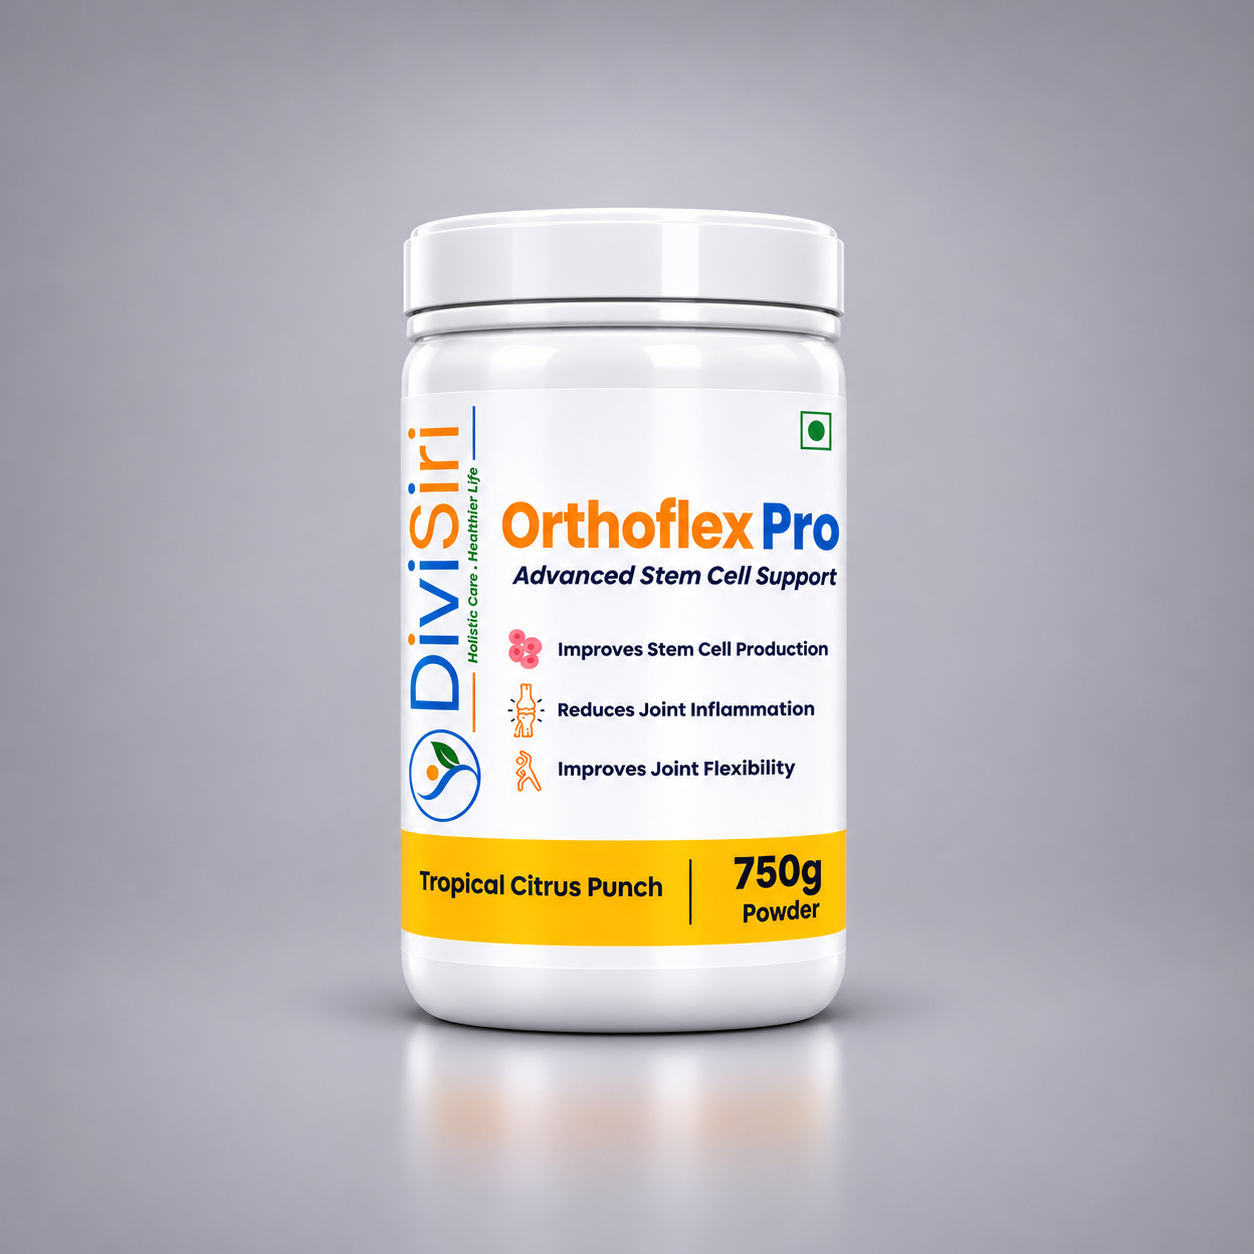 DiviSiri
Holistic Care . Healthier Life
Orthoflex Pro
Advanced Stem Cell Support
Improves Stem Cell Production
Reduces Joint Inflammation
Improves Joint Flexibility
Tropical Citrus Punch
750g
Powder